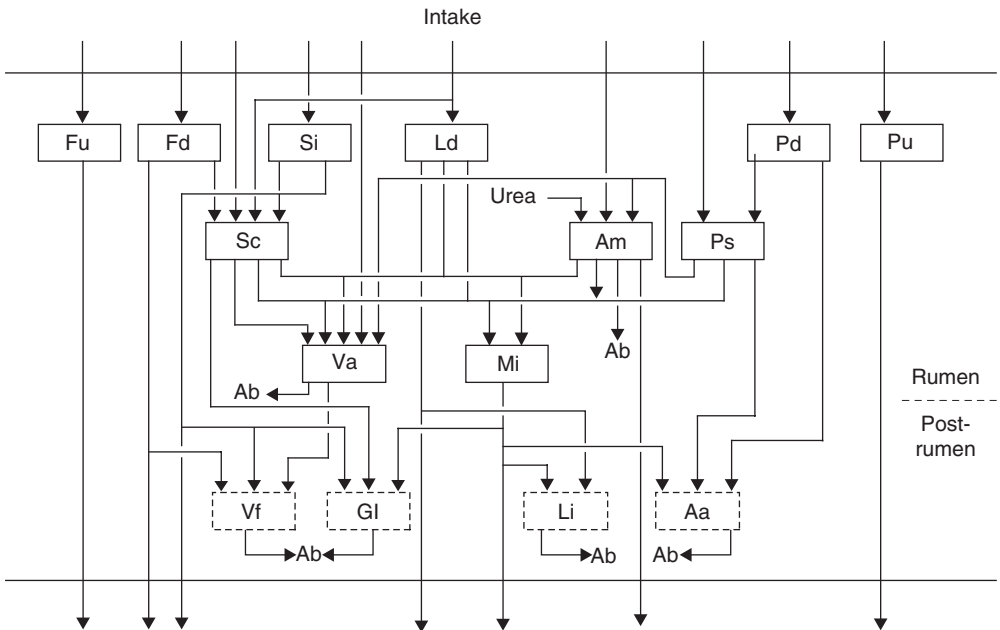 Intake
Fu
Fd
Si
Ld
Pd
Pu
Urea
Sc
Am
Ps
Va
Mi
Ab
Ab
Rumen
Post-
rumen
Vf
Gl
Li
Aa
Ab
Ab
Ab